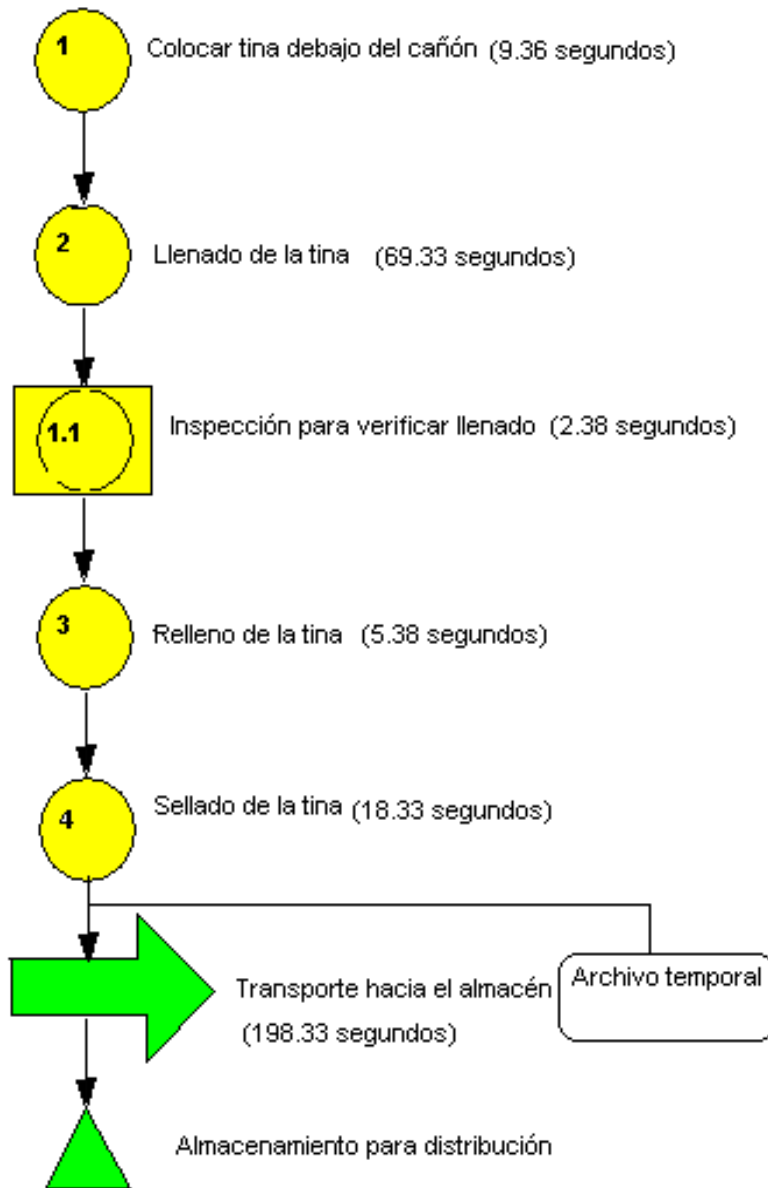 1 Colocar tina debajo del cañón (9.36 segundos)
2 Llenado de la tina (69.33 segundos)
1.1 Inspección para verificar llenado (2.38 segundos)
3 Relleno de la tina (5.38 segundos)
4 Sellado de la tina (18.33 segundos)
Transporte hacia el almacén
(198.33 segundos)
Archivo temporal
Almacenamiento para distribución